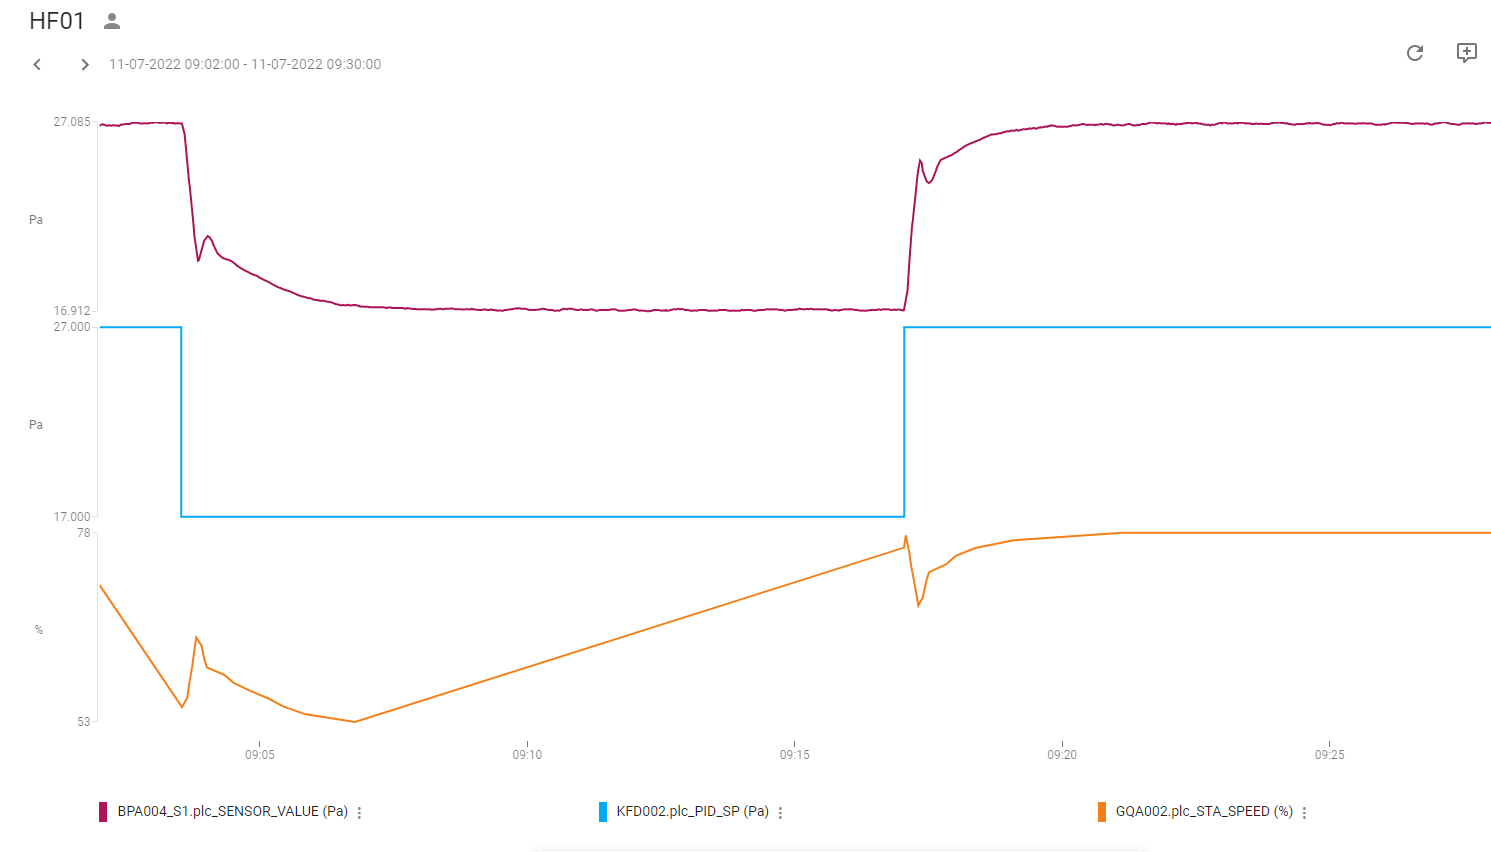 HF01
11-07-2022 09:02:00 - 11-07-2022 09:30:00
27.085
Pa
16.912
27.000
Pa
17.000
78
%
53
09:05 09:10 09:15 09:20 09:25
BPA004_S1.plc_SENSOR_VALUE (Pa) KFD002.plc_PID_SP (Pa) GQA002.plc_STA_SPEED (%)